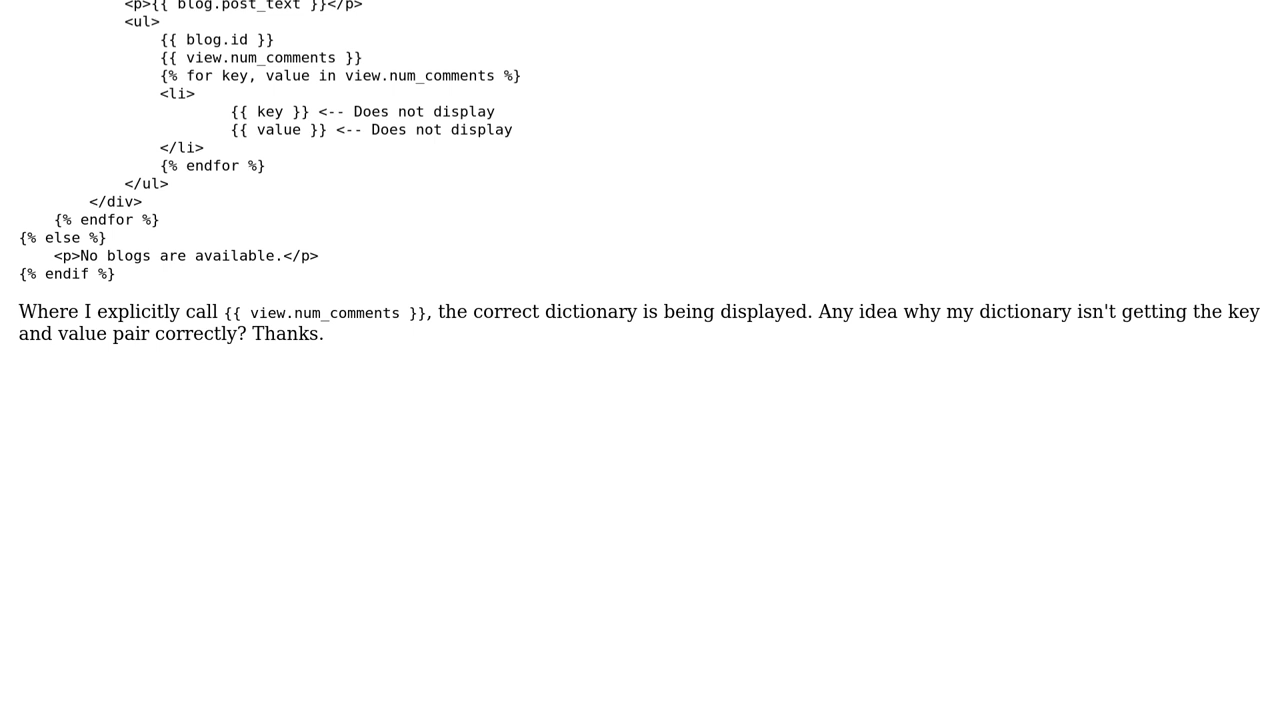 <p>{{ blog.post_text }}</p>
<ul>
{{ blog.id }}
{{ view.num_comments }}
{% for key, value in view.num_comments %}
<li>
{{ key }} <-- Does not display
{{ value }} <-- Does not display
</li>
{% endfor %}
</ul>
</div>
{% endfor %}
{% else %}
<p>No blogs are available.</p>
{% endif %}
Where I explicitly call {{ view.num_comments }}, the correct dictionary is being displayed. Any idea why my dictionary isn't getting the key
and value pair correctly? Thanks.